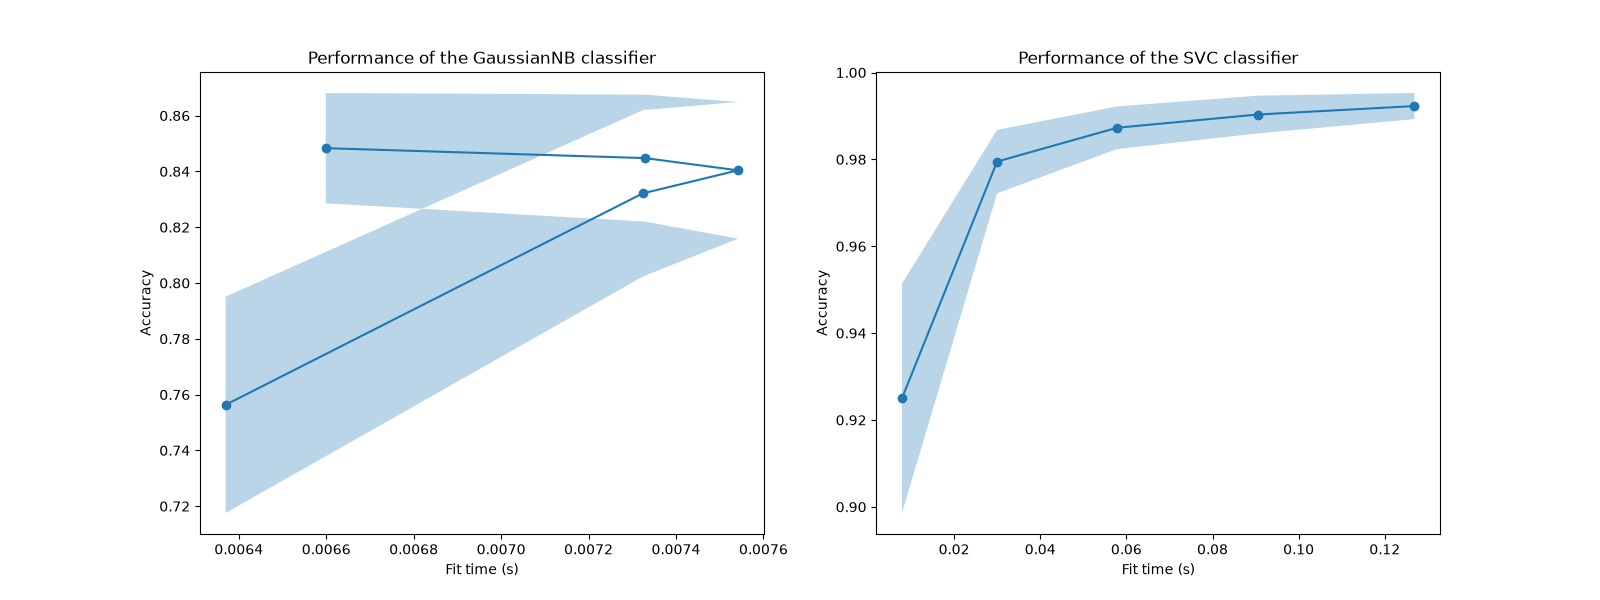 Performance of the GaussianNB classifier
Accuracy
0.86
0.84
0.82
0.80
0.78
0.76
0.74
0.72
0.0064 0.0066 0.0068 0.0070 0.0072 0.0074 0.0076
Fit time (s)
Performance of the SVC classifier
Accuracy
1.00
0.98
0.96
0.94
0.92
0.90
0.02 0.04 0.06 0.08 0.10 0.12
Fit time (s)